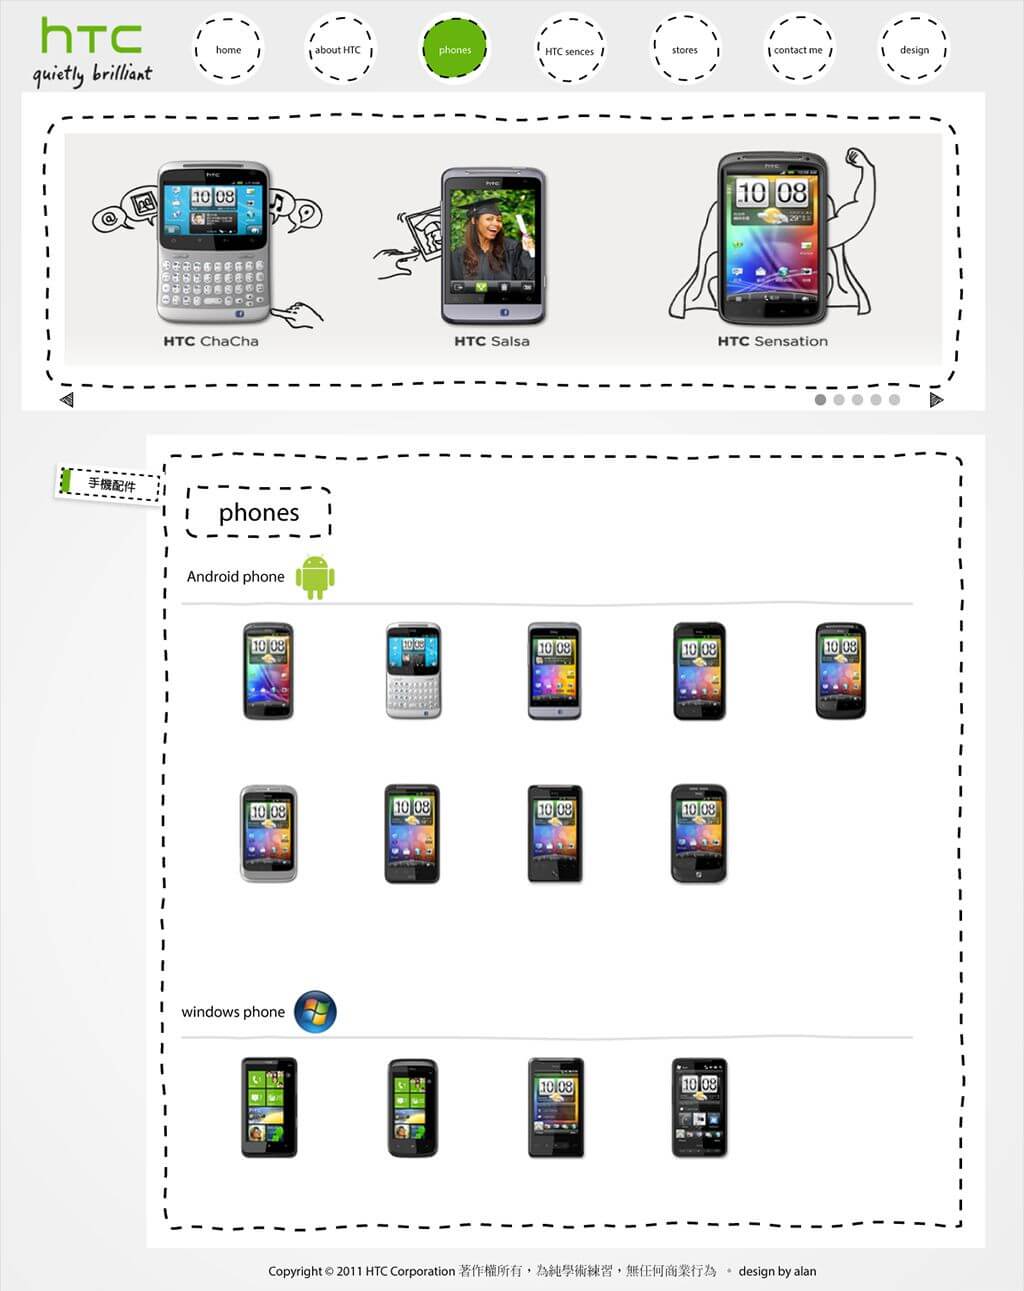 hTC
quietly brilliant
home
about HTC
phones
HTC sences
stores
contact me
design
hTC
10 08
hTC
hTC
10 08
HTC ChaCha
HTC Salsa
HTC Sensation
手機配件
phones
Android phone
windows phone
Copyright © 2011 HTC Corporation 著作權所有，為純學術練習，無任何商業行為 。 design by alan